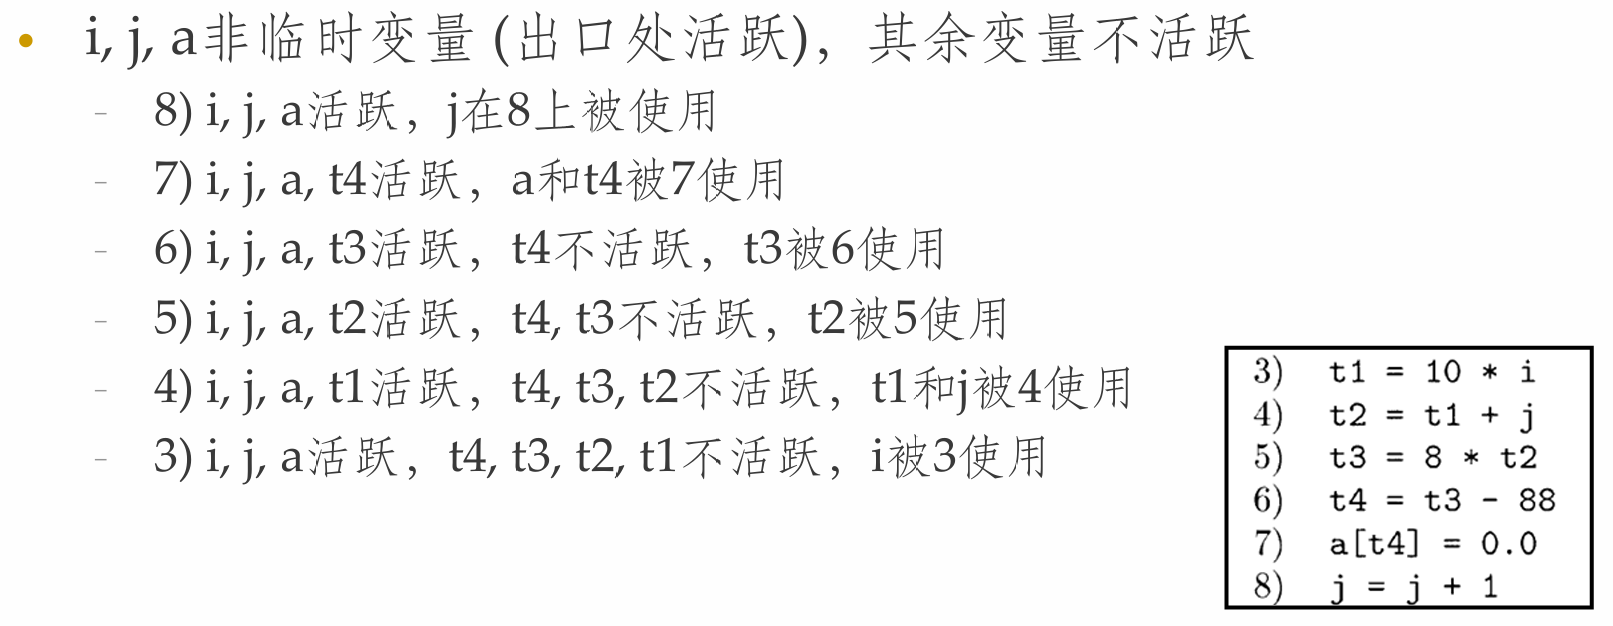 • i, j, a非临时变量 (出口处活跃)，其余变量不活跃
– 8) i, j, a活跃，j在8上被使用
– 7) i, j, a, t4活跃，a和t4被7使用
– 6) i, j, a, t3活跃，t4不活跃，t3被6使用
– 5) i, j, a, t2活跃，t4, t3不活跃，t2被5使用
– 4) i, j, a, t1活跃，t4, t3, t2不活跃，t1和j被4使用
– 3) i, j, a活跃，t4, t3, t2, t1不活跃，i被3使用
3) t1 = 10 * i
4) t2 = t1 + j
5) t3 = 8 * t2
6) t4 = t3 - 88
7) a[t4] = 0.0
8) j = j + 1